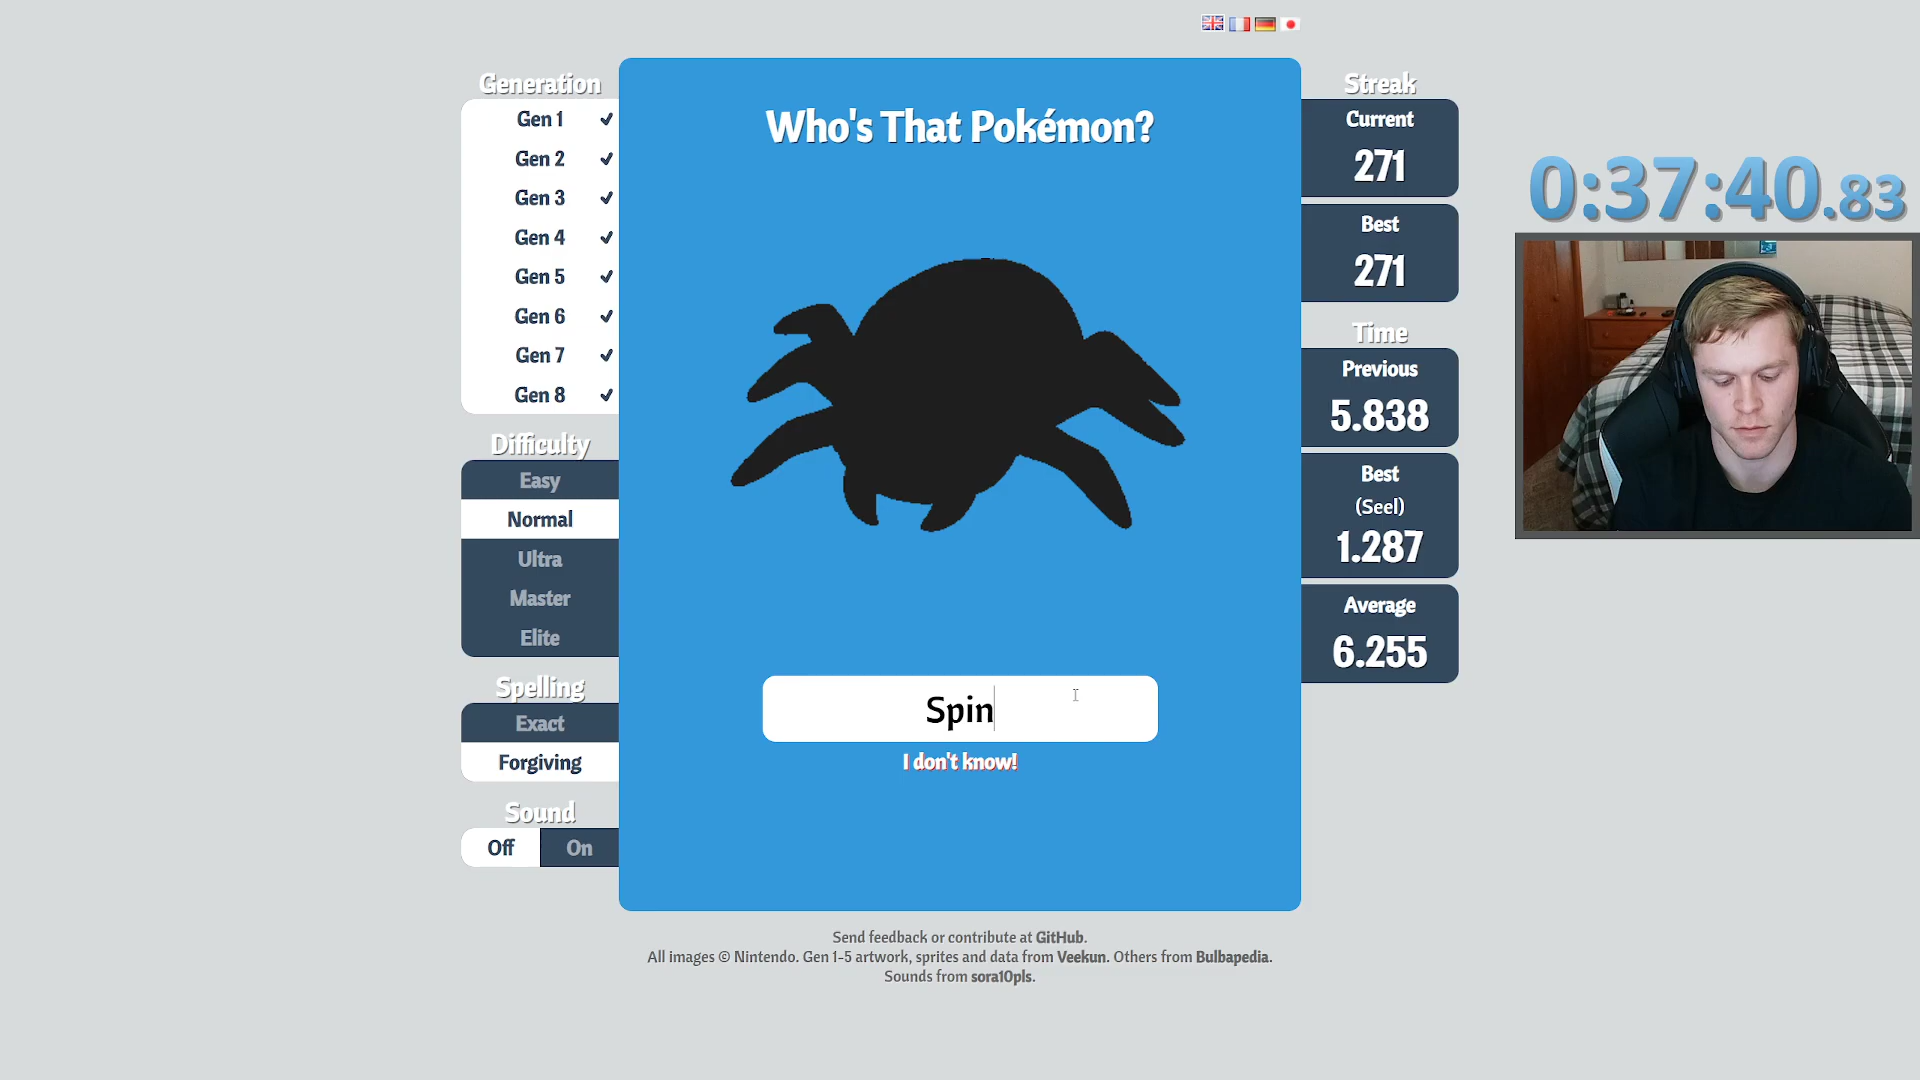 Generation
Gen 1
Gen 2
Gen 3
Gen 4
Gen 5
Gen 6
Gen 7
Gen 8
Difficulty
Easy
Normal
Ultra
Master
Elite
Spelling
Exact
Forgiving
Sound
Off On
Who's That Pokémon?
Spin
I don't know!
Streak
Current
271
Best
271
Time
Previous
5.838
Best
(Seel)
1.287
Average
6.255
0:37:40.83
Send feedback or contribute at GitHub.
All images © Nintendo. Gen 1-5 artwork, sprites and data from Veekun. Others from Bulbapedia.
Sounds from sora10pls.